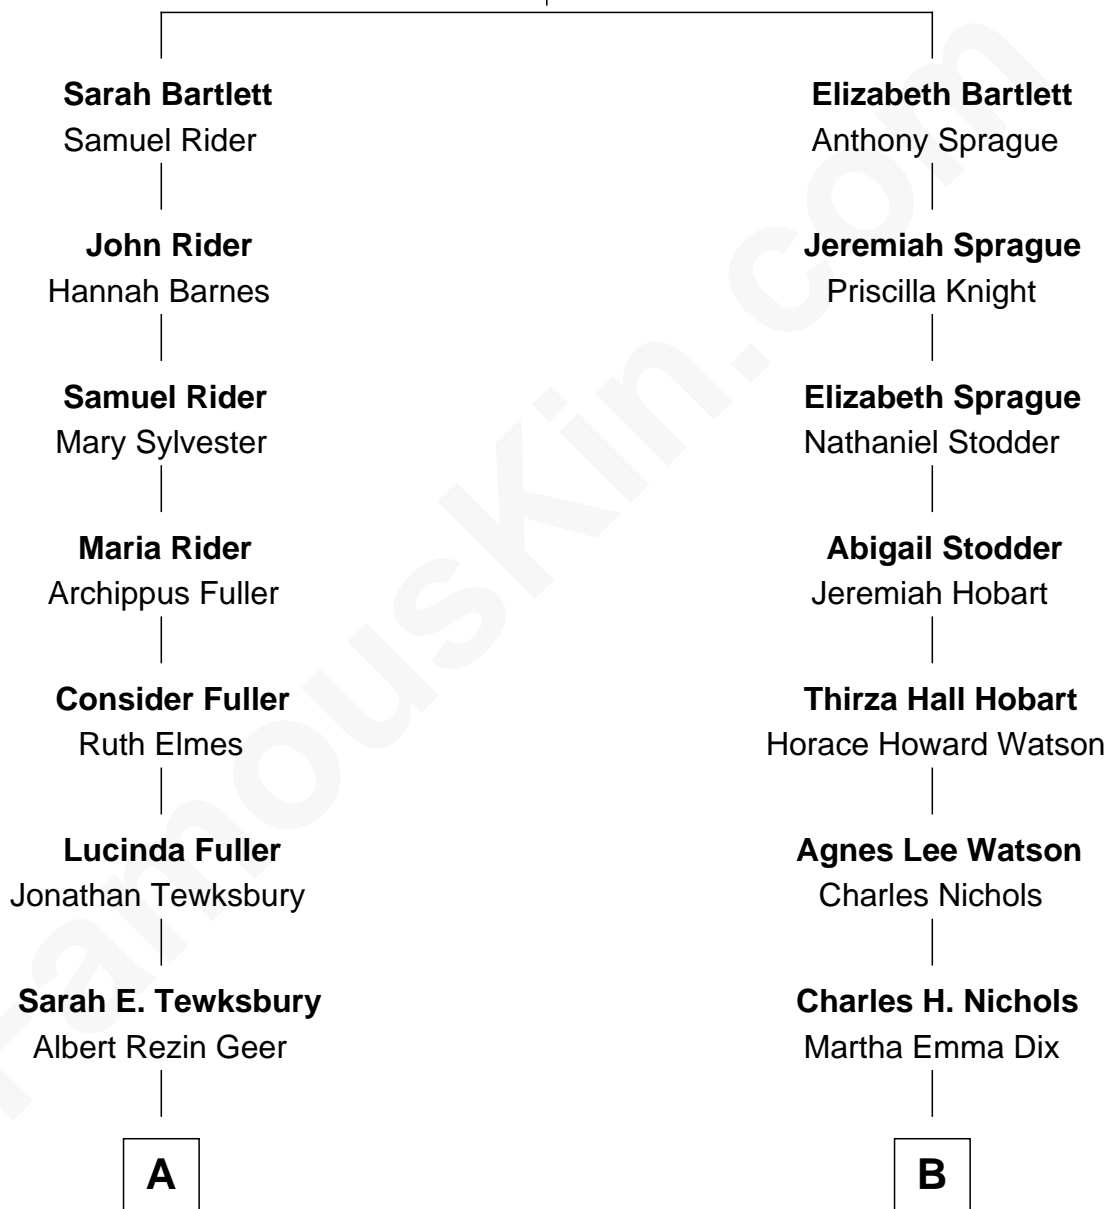 Sarah Bartlett
Samuel Rider
John Rider
Hannah Barnes
Samuel Rider
Mary Sylvester
Maria Rider
Archippus Fuller
Consider Fuller
Ruth Elmes
Lucinda Fuller
Jonathan Tewksbury
Sarah E. Tewksbury
Albert Rezin Geer
A
Elizabeth Bartlett
Anthony Sprague
Jeremiah Sprague
Priscilla Knight
Elizabeth Sprague
Nathaniel Stodder
Abigail Stodder
Jeremiah Hobart
Thirza Hall Hobart
Horace Howard Watson
Agnes Lee Watson
Charles Nichols
Charles H. Nichols
Martha Emma Dix
B
FamousKin.com